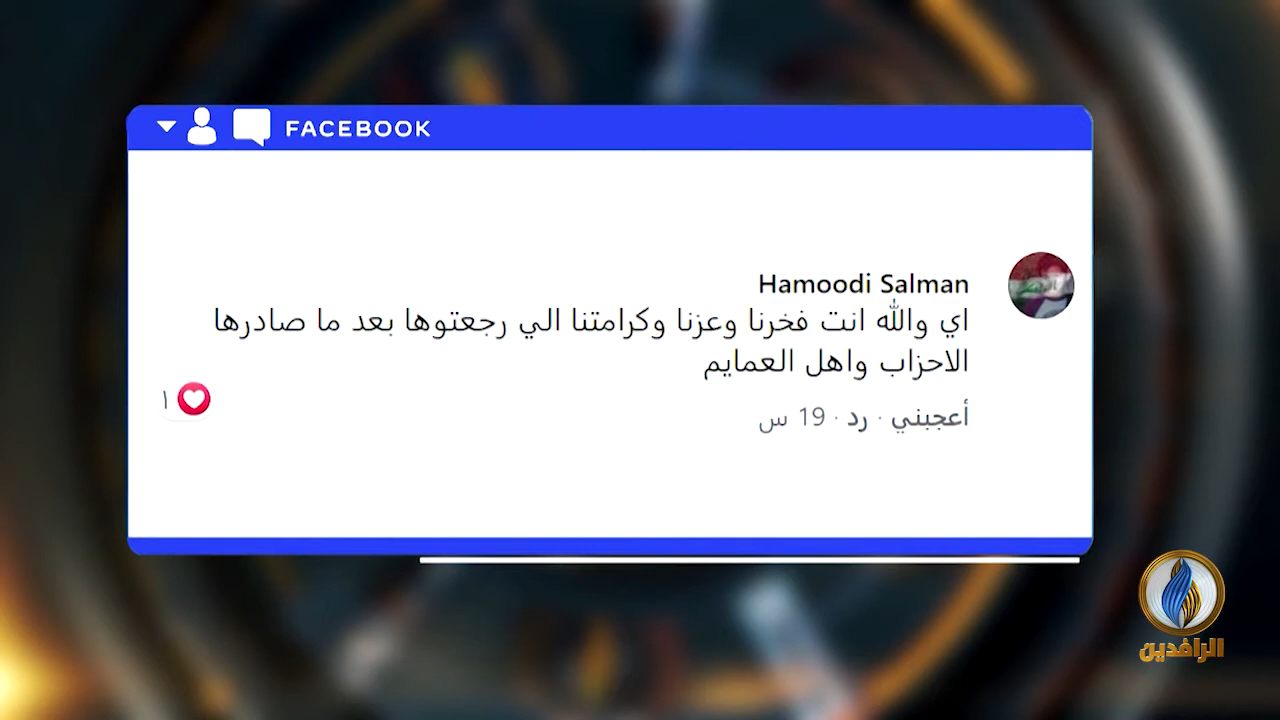 FACEBOOK
Hamoodi Salman
اي والله انت فخرنا وعزنا وكرامتنا الي رجعتوها بعد ما صادرها
الاحزاب واهل العمايم
أعجبني · رد · 19 س
١
الرافدين